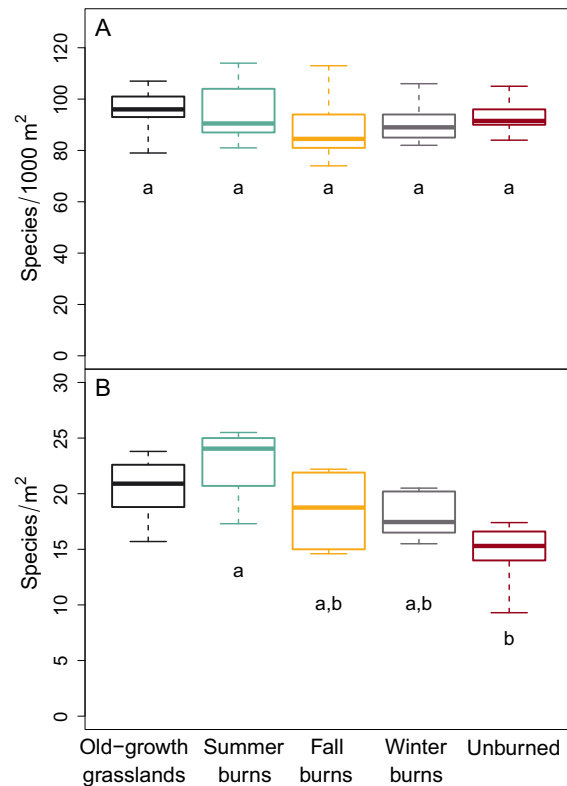 A
Species/1000 m²
0 20 40 60 80 100 120
a a a a a
B
Species/m²
0 5 10 15 20 25 30
a a,b a,b b
Old−growth grasslands
Summer burns
Fall burns
Winter burns
Unburned